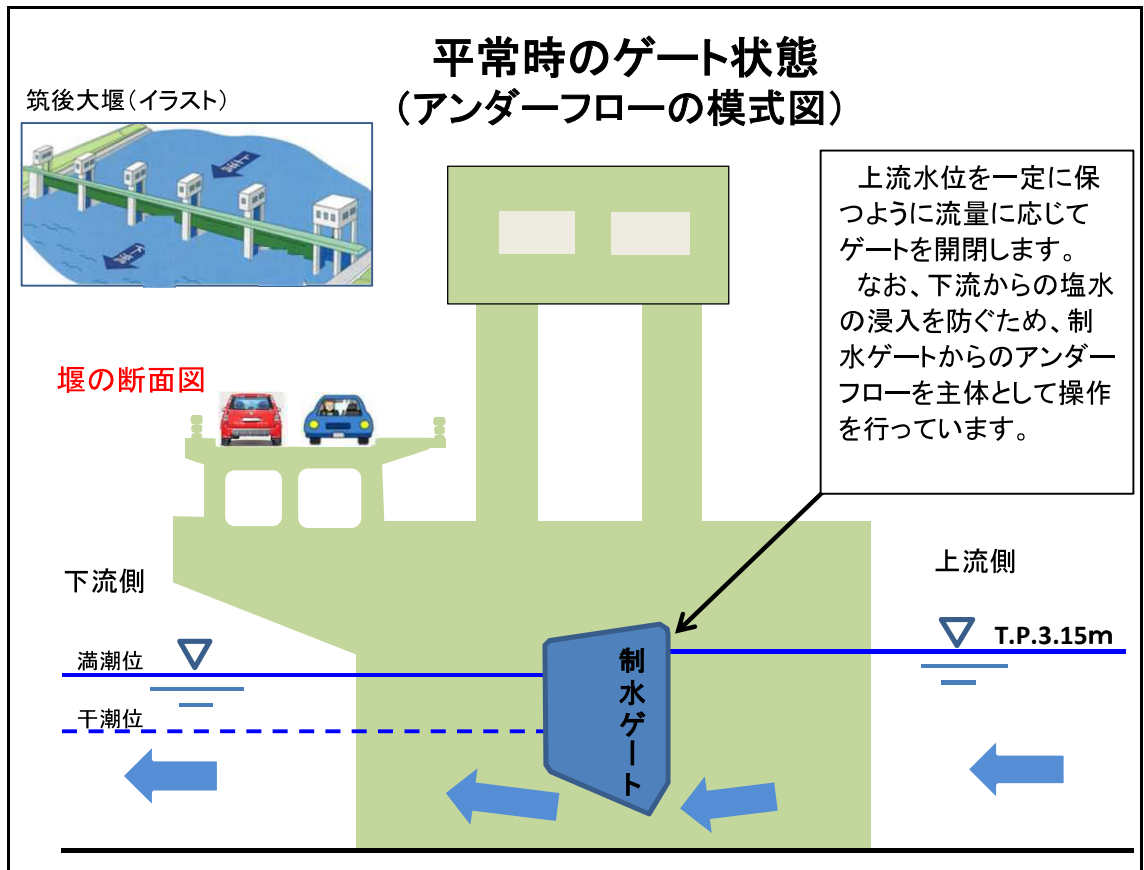 平常時のゲート状態
（アンダーフローの模式図）
筑後大堰（イラスト）
上流水位を一定に保
つように流量に応じて
ゲートを開閉します。
なお、下流からの塩水
の浸入を防ぐため、制
水ゲートからのアンダー
フローを主体として操作
を行っています。
堰の断面図
下流側
上流側
T.P.3.15m
満潮位
干潮位
制水ゲート